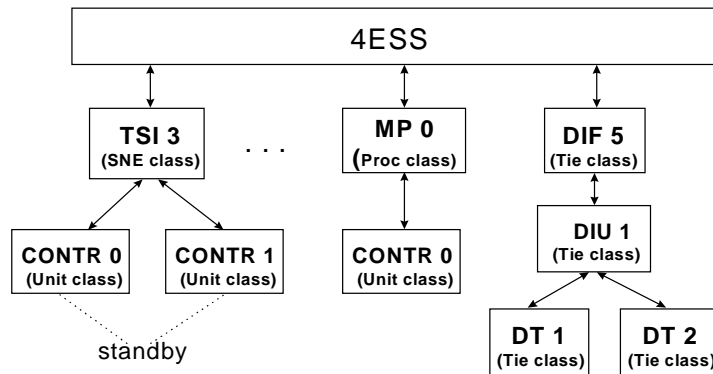 4ESS
TSI 3
(SNE class)
. . .
MP 0
(Proc class)
DIF 5
(Tie class)
CONTR 0
(Unit class)
CONTR 1
(Unit class)
CONTR 0
(Unit class)
DIU 1
(Tie class)
standby
DT 1
(Tie class)
DT 2
(Tie class)